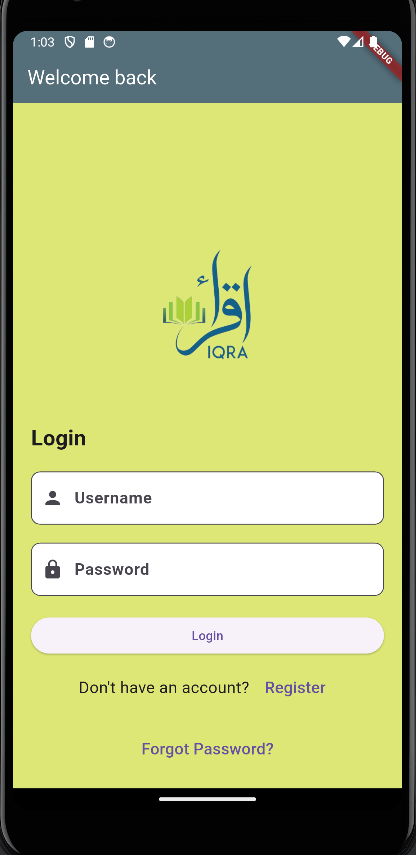 1:03
DEBUG
Welcome back
اقرأ
IQRA
Login
Username
Password
Login
Don't have an account? Register
Forgot Password?